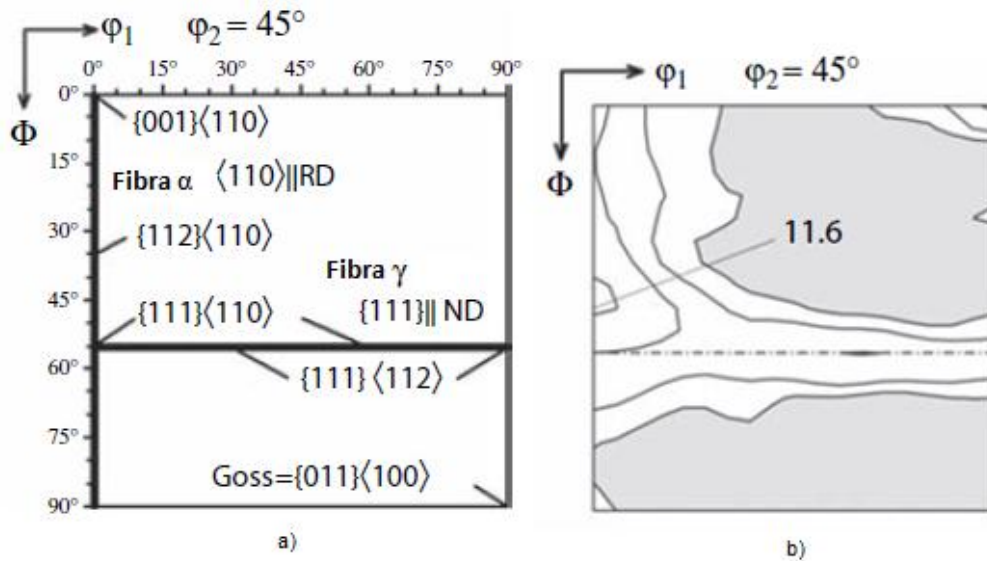 φ₁ φ₂ = 45°
0° 15° 30° 45° 60° 75° 90°
0°
Φ
{001}⟨110⟩
15°
Fibra α ⟨110⟩||RD
30°
{112}⟨110⟩
Fibra γ
45°
{111}⟨110⟩
{111}|| ND
60°
{111} ⟨112⟩
75°
Goss={011}⟨100⟩
90°
a)
φ₁ φ₂ = 45°
Φ
11.6
b)